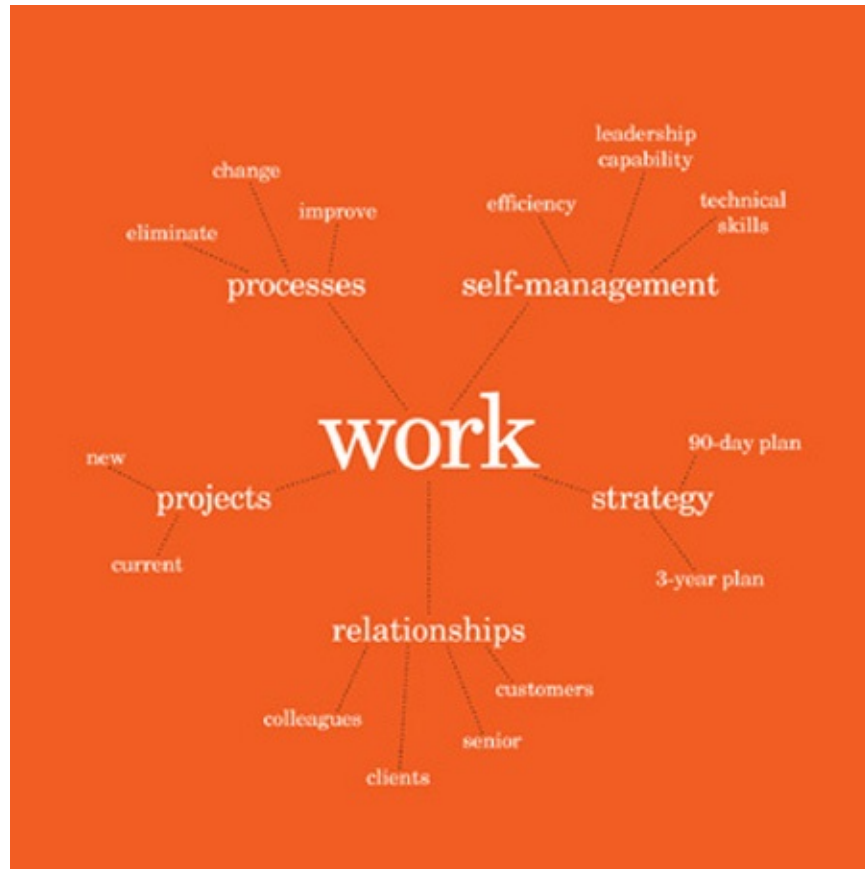 leadership
capability
change
efficiency
technical
skills
improve
eliminate
processes
self-management
work
90-day plan
new
projects
strategy
current
3-year plan
relationships
customers
colleagues
senior
clients